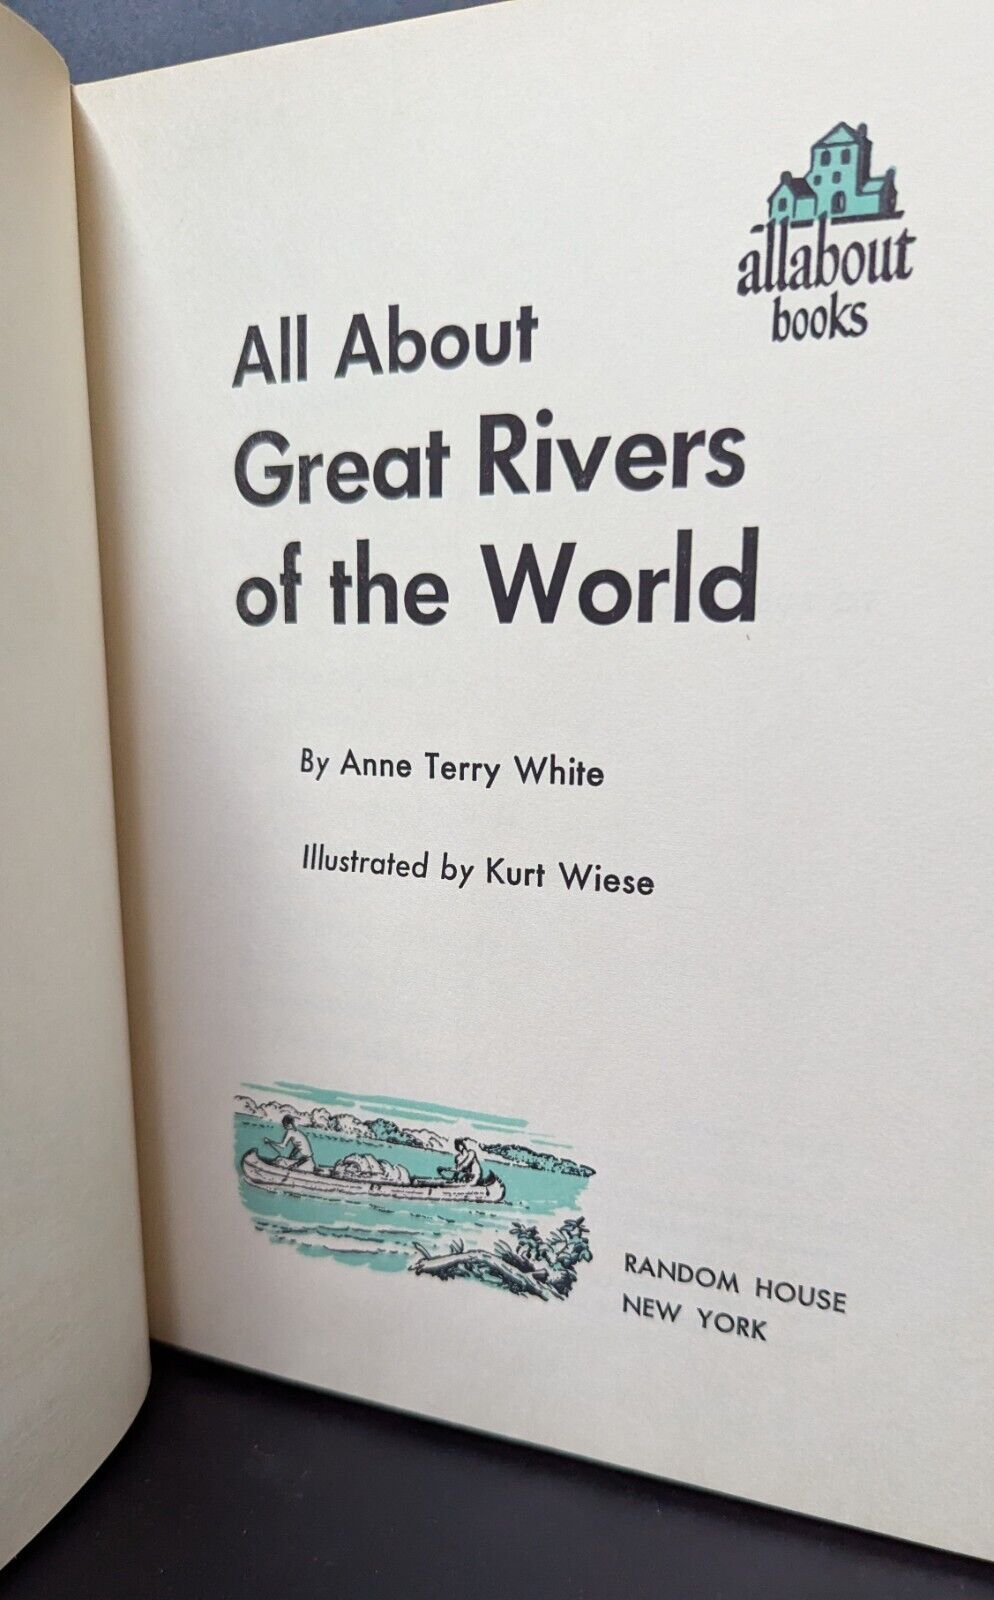 allabout
books
All About
Great Rivers
of the World
By Anne Terry White
Illustrated by Kurt Wiese
RANDOM HOUSE
NEW YORK